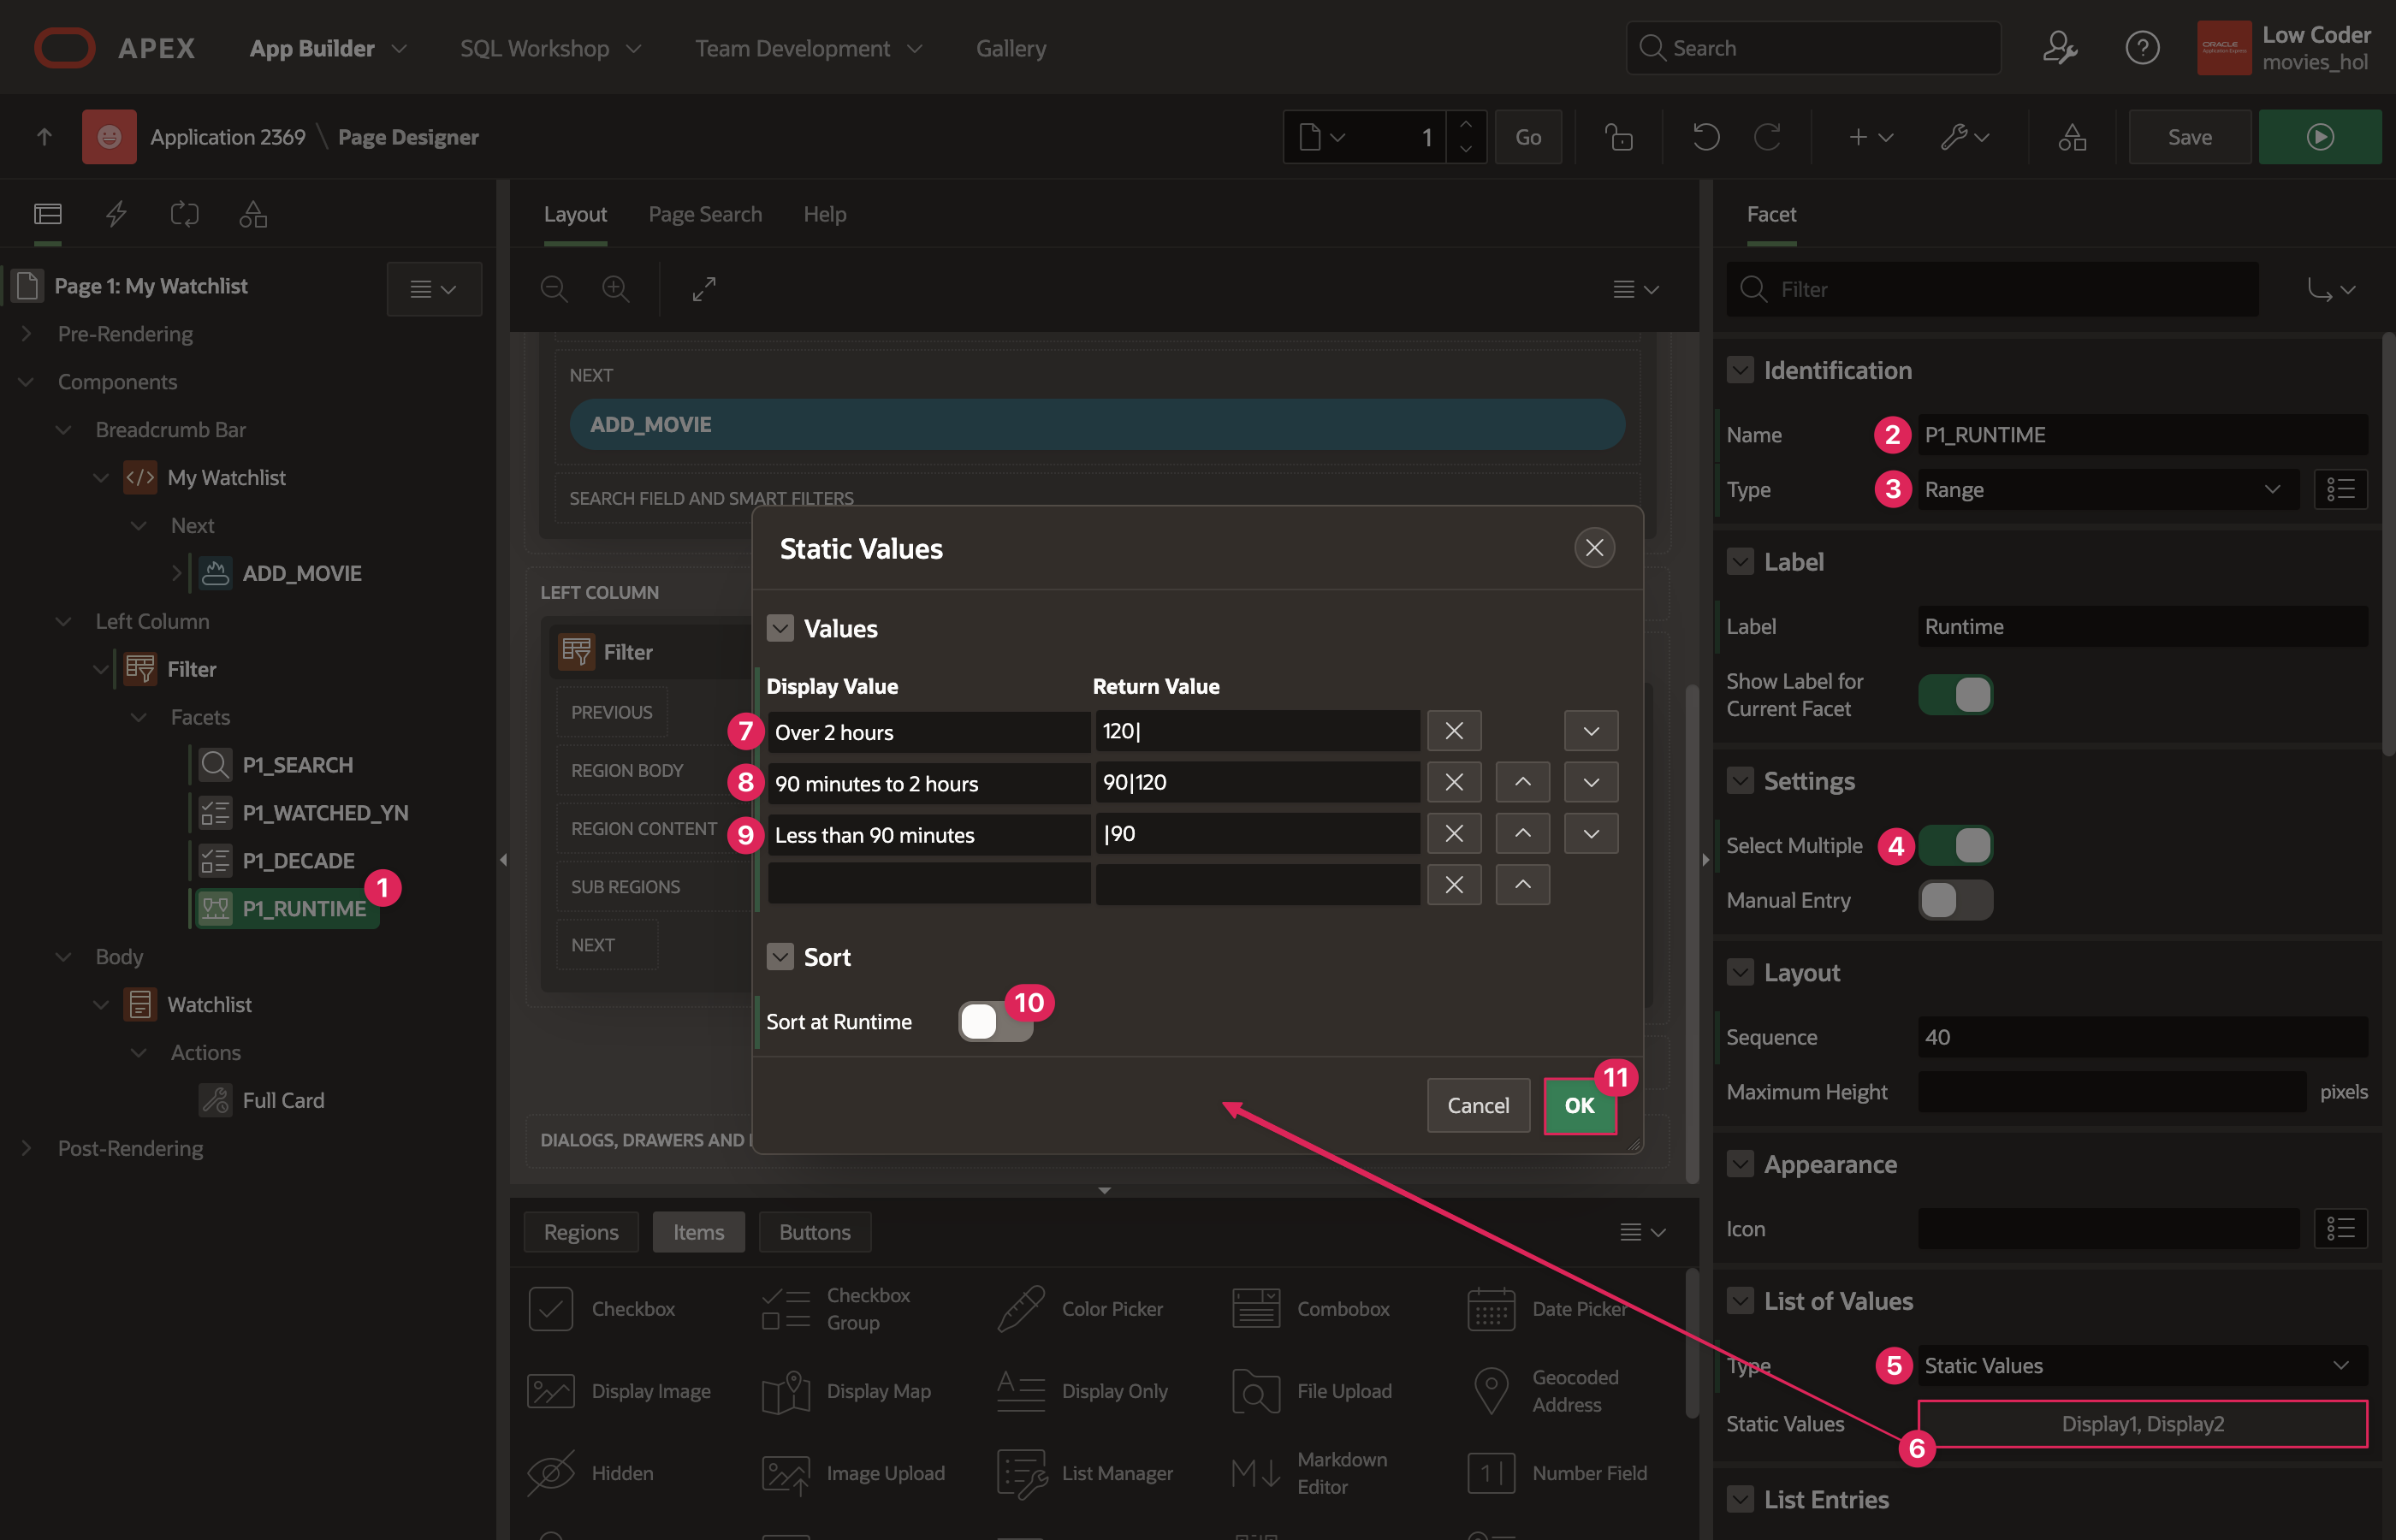 APEX
App Builder
SQL Workshop
Team Development
Gallery
Search
Low Coder
movies_hol
ORACLE
Application Express
Application 2369 \ Page Designer
1
Go
Save
Page 1: My Watchlist
Pre-Rendering
Components
Breadcrumb Bar
</> My Watchlist
Next
ADD_MOVIE
Left Column
Filter
Facets
P1_SEARCH
P1_WATCHED_YN
P1_DECADE
P1_RUNTIME
1
Body
Watchlist
Actions
Full Card
Post-Rendering
Layout
Page Search
Help
NEXT
ADD_MOVIE
SEARCH FIELD AND SMART FILTERS
LEFT COLUMN
Filter
PREVIOUS
REGION BODY
REGION CONTENT
SUB REGIONS
NEXT
DIALOGS, DRAWERS AND
Static Values
Values
Display Value
Return Value
7 Over 2 hours
120|
8 90 minutes to 2 hours
90|120
9 Less than 90 minutes
|90
Sort
Sort at Runtime
10
Cancel
OK
11
Regions
Items
Buttons
Checkbox
Checkbox
Group
Color Picker
Combobox
Date Picker
Display Image
Display Map
Display Only
File Upload
Geocoded
Address
Hidden
Image Upload
List Manager
Markdown
Editor
Number Field
Facet
Filter
Identification
Name 2 P1_RUNTIME
Type 3 Range
Label
Label Runtime
Show Label for
Current Facet
Settings
Select Multiple 4
Manual Entry
Layout
Sequence 40
Maximum Height pixels
Appearance
Icon
List of Values
Type 5 Static Values
Static Values Display1, Display2
6
List Entries